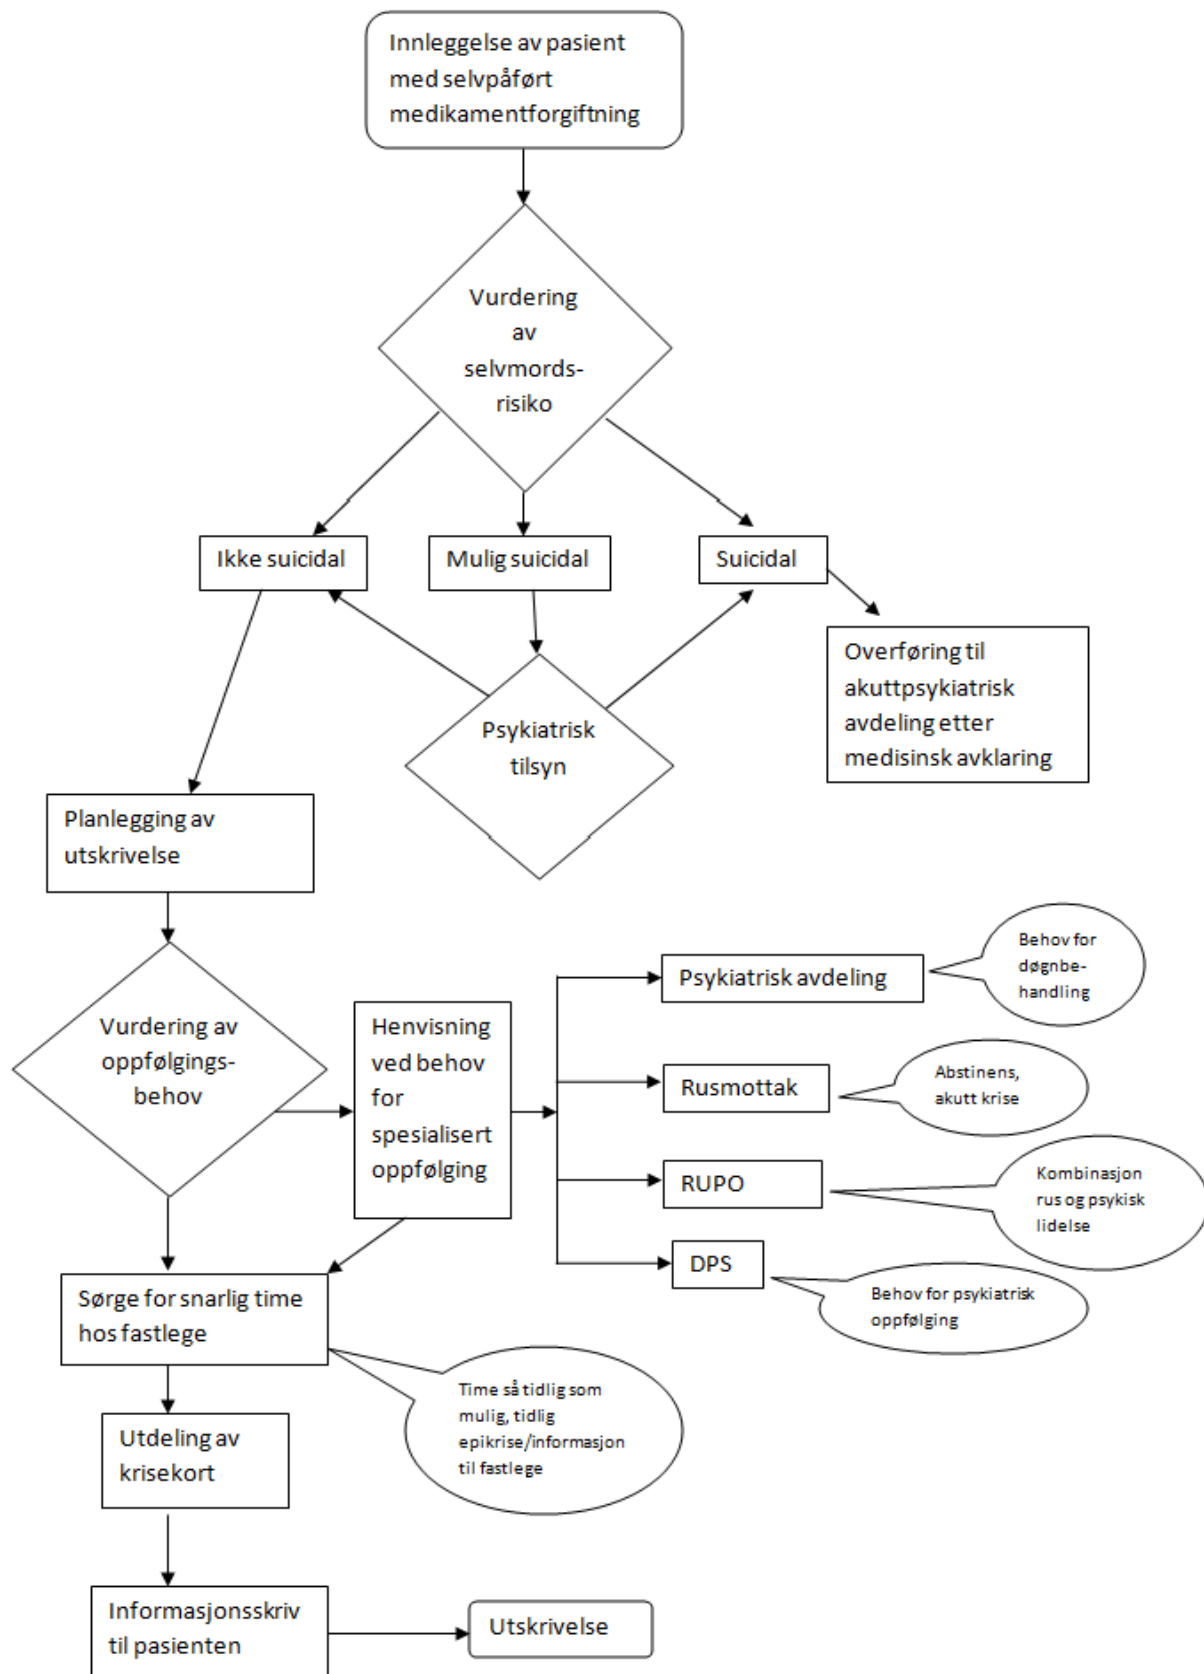 Innleggelse av pasient
med selvpåført
medikamentforgiftning
Vurdering
av
selvmords-
risiko
Ikke suicidal
Mulig suicidal
Suicidal
Overføring til
akuttpsykiatrisk
avdeling etter
medisinsk avklaring
Psykiatrisk
tilsyn
Planlegging av
utskrivelse
Vurdering av
oppfølgings-
behov
Henvisning
ved behov
for
spesialisert
oppfølging
Psykiatrisk avdeling
Behov for
døgnbe-
handling
Rusmottak
Abstinens,
akutt krise
RUPO
Kombinasjon
rus og psykisk
lidelse
DPS
Behov for psykiatrisk
oppfølging
Sørge for snarlig time
hos fastlege
Time så tidlig som
mulig, tidlig
epikrise/informasjon
til fastlege
Utdeling av
krisekort
Informasjonsskriv
til pasienten
Utskrivelse